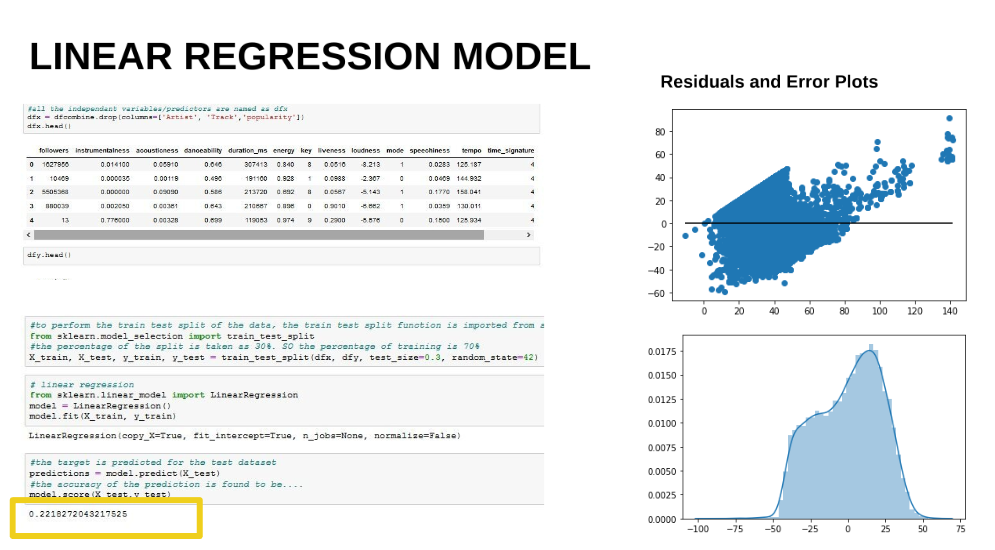 LINEAR REGRESSION MODEL
Residuals and Error Plots
#all the independant variables/predictors are named as dfx
dfx = dfcombine.drop(columns=['Artist', 'Track','popularity'])
dfx.head()
followers instrumentalness acousticness danceability duration_ms energy key liveness loudness mode speechiness tempo time_signature
0 1627956 0.014100 0.05910 0.646 307413 0.840 8 0.0516 -8.213 1 0.0283 125.187 4
1 10469 0.000035 0.00119 0.496 191160 0.928 1 0.0988 -2.367 0 0.0469 144.932 4
2 5505368 0.000000 0.09090 0.586 213720 0.692 8 0.0567 -5.143 1 0.1770 158.041 4
3 880039 0.002050 0.00361 0.643 210667 0.896 0 0.9010 -6.662 1 0.0359 130.011 4
4 13 0.776000 0.00328 0.699 119053 0.974 9 0.2900 -5.876 0 0.1800 125.934 4
dfy.head()
#to perform the train test split of the data, the train test split function is imported from s
from sklearn.model_selection import train_test_split
#the percentage of the split is taken as 30%. SO the percentage of training is 70%
X_train, X_test, y_train, y_test = train_test_split(dfx, dfy, test_size=0.3, random_state=42)
# linear regression
from sklearn.linear_model import LinearRegression
model = LinearRegression()
model.fit(X_train, y_train)
LinearRegression(copy_X=True, fit_intercept=True, n_jobs=None, normalize=False)
#the target is predicted for the test dataset
predictions = model.predict(X_test)
#the accuracy of the prediction is found to be....
model.score(X_test,y_test)
0.2218272043217525
80
60
40
20
0
−20
−40
−60
0 20 40 60 80 100 120 140
0.0175
0.0150
0.0125
0.0100
0.0075
0.0050
0.0025
0.0000
−100 −75 −50 −25 0 25 50 75